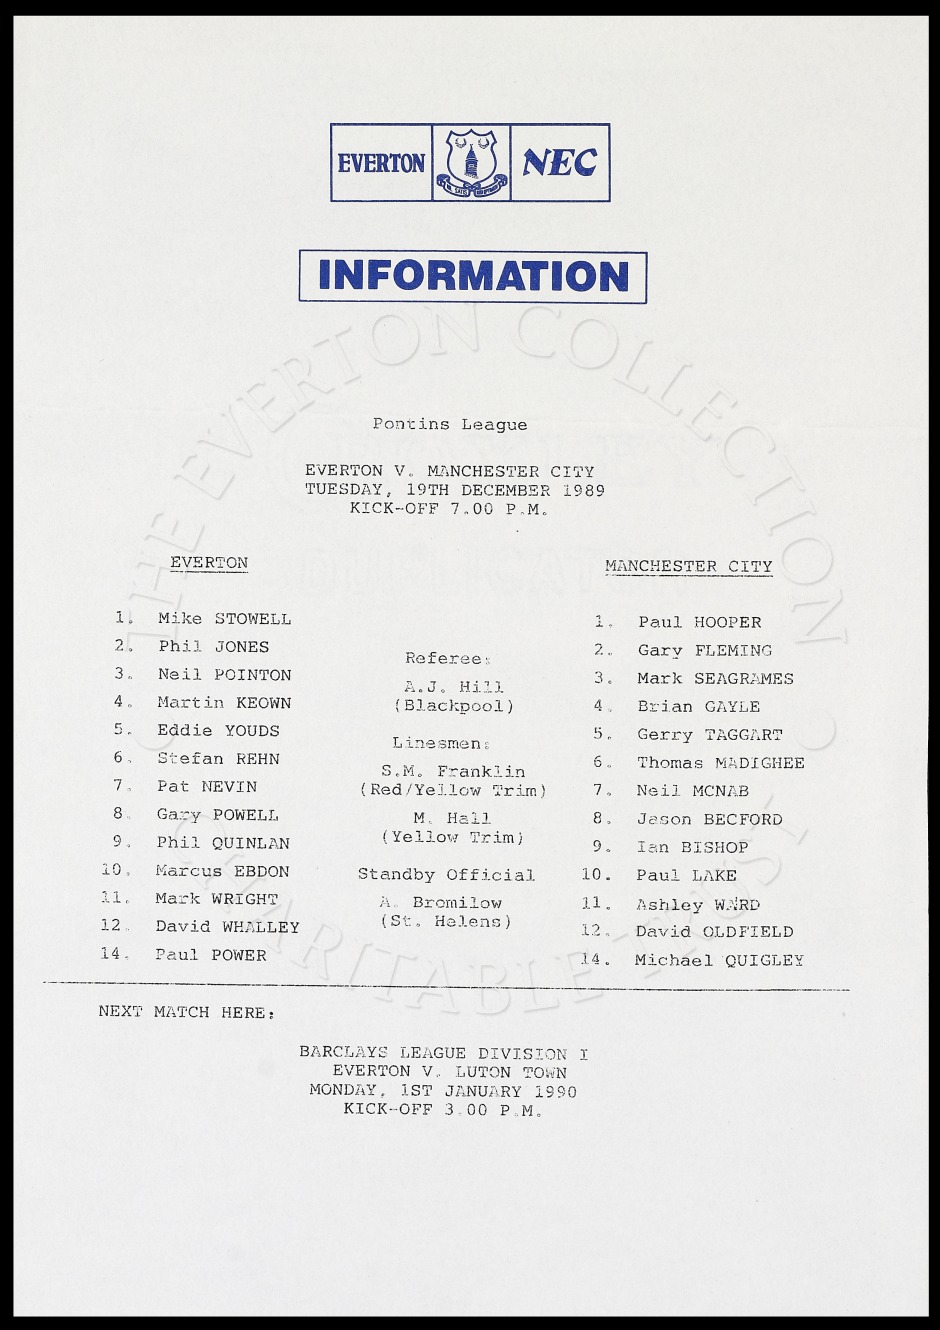 EVERTON
NEC
INFORMATION
THE EVERTON COLLECTION
CHARITABLE TRUST
Pontins League
EVERTON V. MANCHESTER CITY
TUESDAY, 19TH DECEMBER 1989
KICK-OFF 7.00 P.M.
EVERTON
1. Mike STOWELL
2. Phil JONES
3. Neil POINTON
4. Martin KEOWN
5. Eddie YOUDS
6. Stefan REHN
7. Pat NEVIN
8. Gary POWELL
9. Phil QUINLAN
10. Marcus EBDON
11. Mark WRIGHT
12. David WHALLEY
14. Paul POWER
Referee:
A.J. Hill
(Blackpool)
Linesmen:
S.M. Franklin
(Red/Yellow Trim)
M. Hall
(Yellow Trim)
Standby Official
A. Bromilow
(St. Helens)
MANCHESTER CITY
1. Paul HOOPER
2. Gary FLEMING
3. Mark SEAGRAMES
4. Brian GAYLE
5. Gerry TAGGART
6. Thomas MADIGHEE
7. Neil MCNAB
8. Jason BECFORD
9. Ian BISHOP
10. Paul LAKE
11. Ashley WARD
12. David OLDFIELD
14. Michael QUIGLEY
NEXT MATCH HERE:
BARCLAYS LEAGUE DIVISION I
EVERTON V. LUTON TOWN
MONDAY, 1ST JANUARY 1990
KICK-OFF 3.00 P.M.